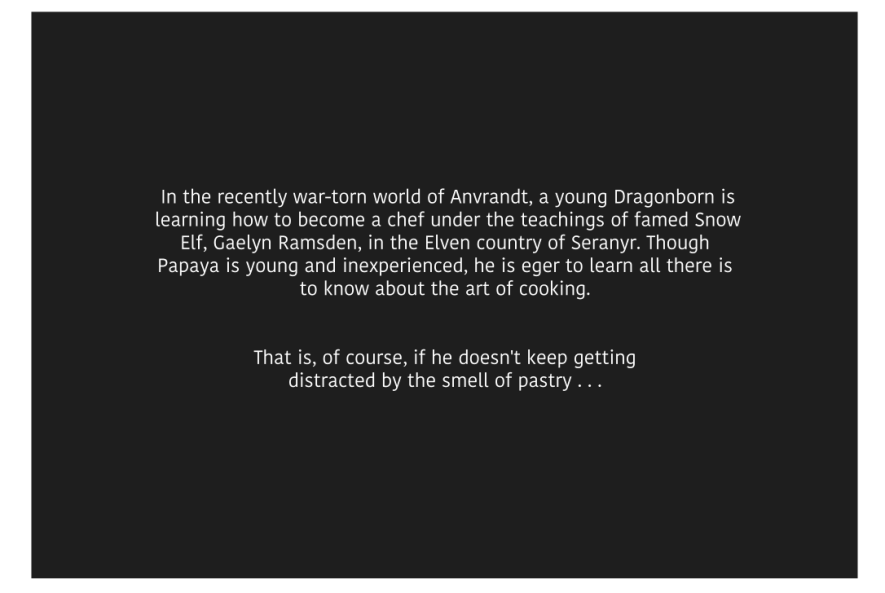 In the recently war-torn world of Anvrandt, a young Dragonborn is
learning how to become a chef under the teachings of famed Snow
Elf, Gaelyn Ramsden, in the Elven country of Seranyr. Though
Papaya is young and inexperienced, he is eger to learn all there is
to know about the art of cooking.
That is, of course, if he doesn't keep getting
distracted by the smell of pastry . . .